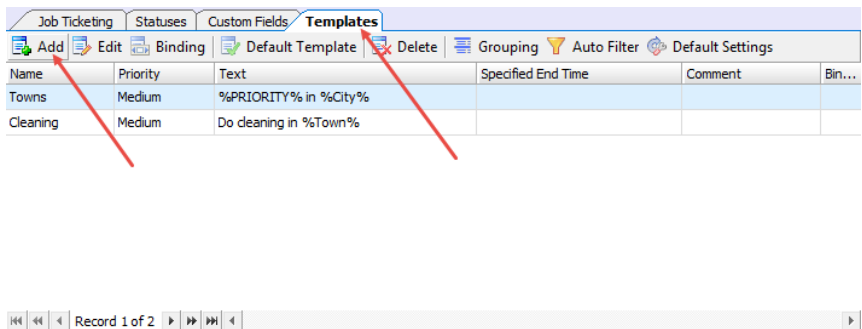 Job Ticketing Statuses Custom Fields Templates
Add Edit Binding Default Template Delete Grouping Auto Filter Default Settings
Name Priority Text Specified End Time Comment Bin...
Towns Medium %PRIORITY% in %City%
Cleaning Medium Do cleaning in %Town%
Record 1 of 2